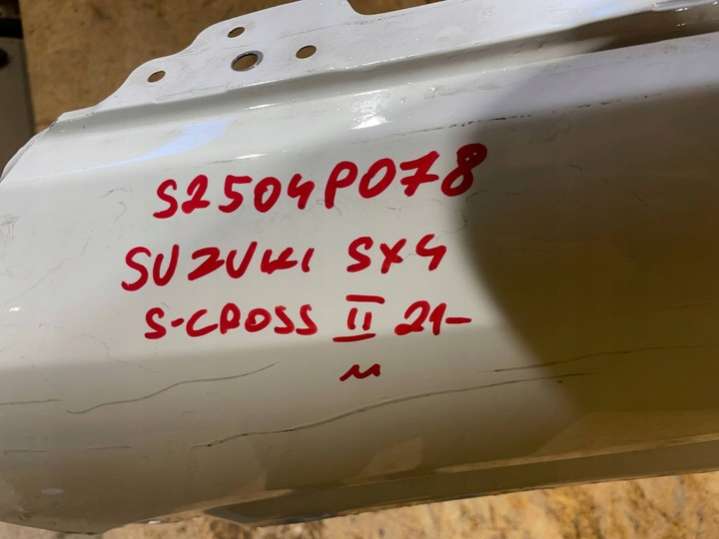 S2504P078
SUZUKI SX4
S-CROSS II 21-
м